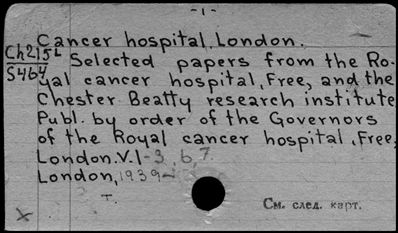 -1-
Cancer hospital, London.
Ch215L
S464
Selected papers from the Ro-
yal cancer hospital, Free, and the
Chester Beatty research institute
Publ. by order of the Governors
of the Royal cancer hospital, Free,
London. V.1-3, 6, 7.
London, 1939-
T.
См. след. карт.
x